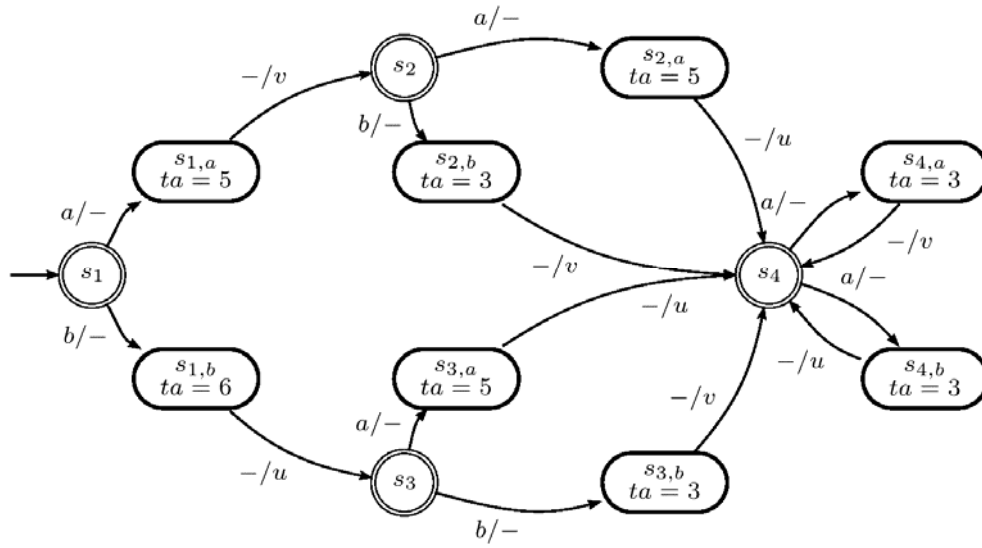 a/−
s2
s2,a
ta = 5
−/v
b/−
−/u
s1,a
ta = 5
s2,b
ta = 3
s4,a
ta = 3
a/−
a/−
−/v
s1
−/v
s4
a/−
b/−
−/u
s1,b
ta = 6
s3,a
ta = 5
−/u
s4,b
ta = 3
−/v
a/−
−/u
s3
s3,b
ta = 3
b/−